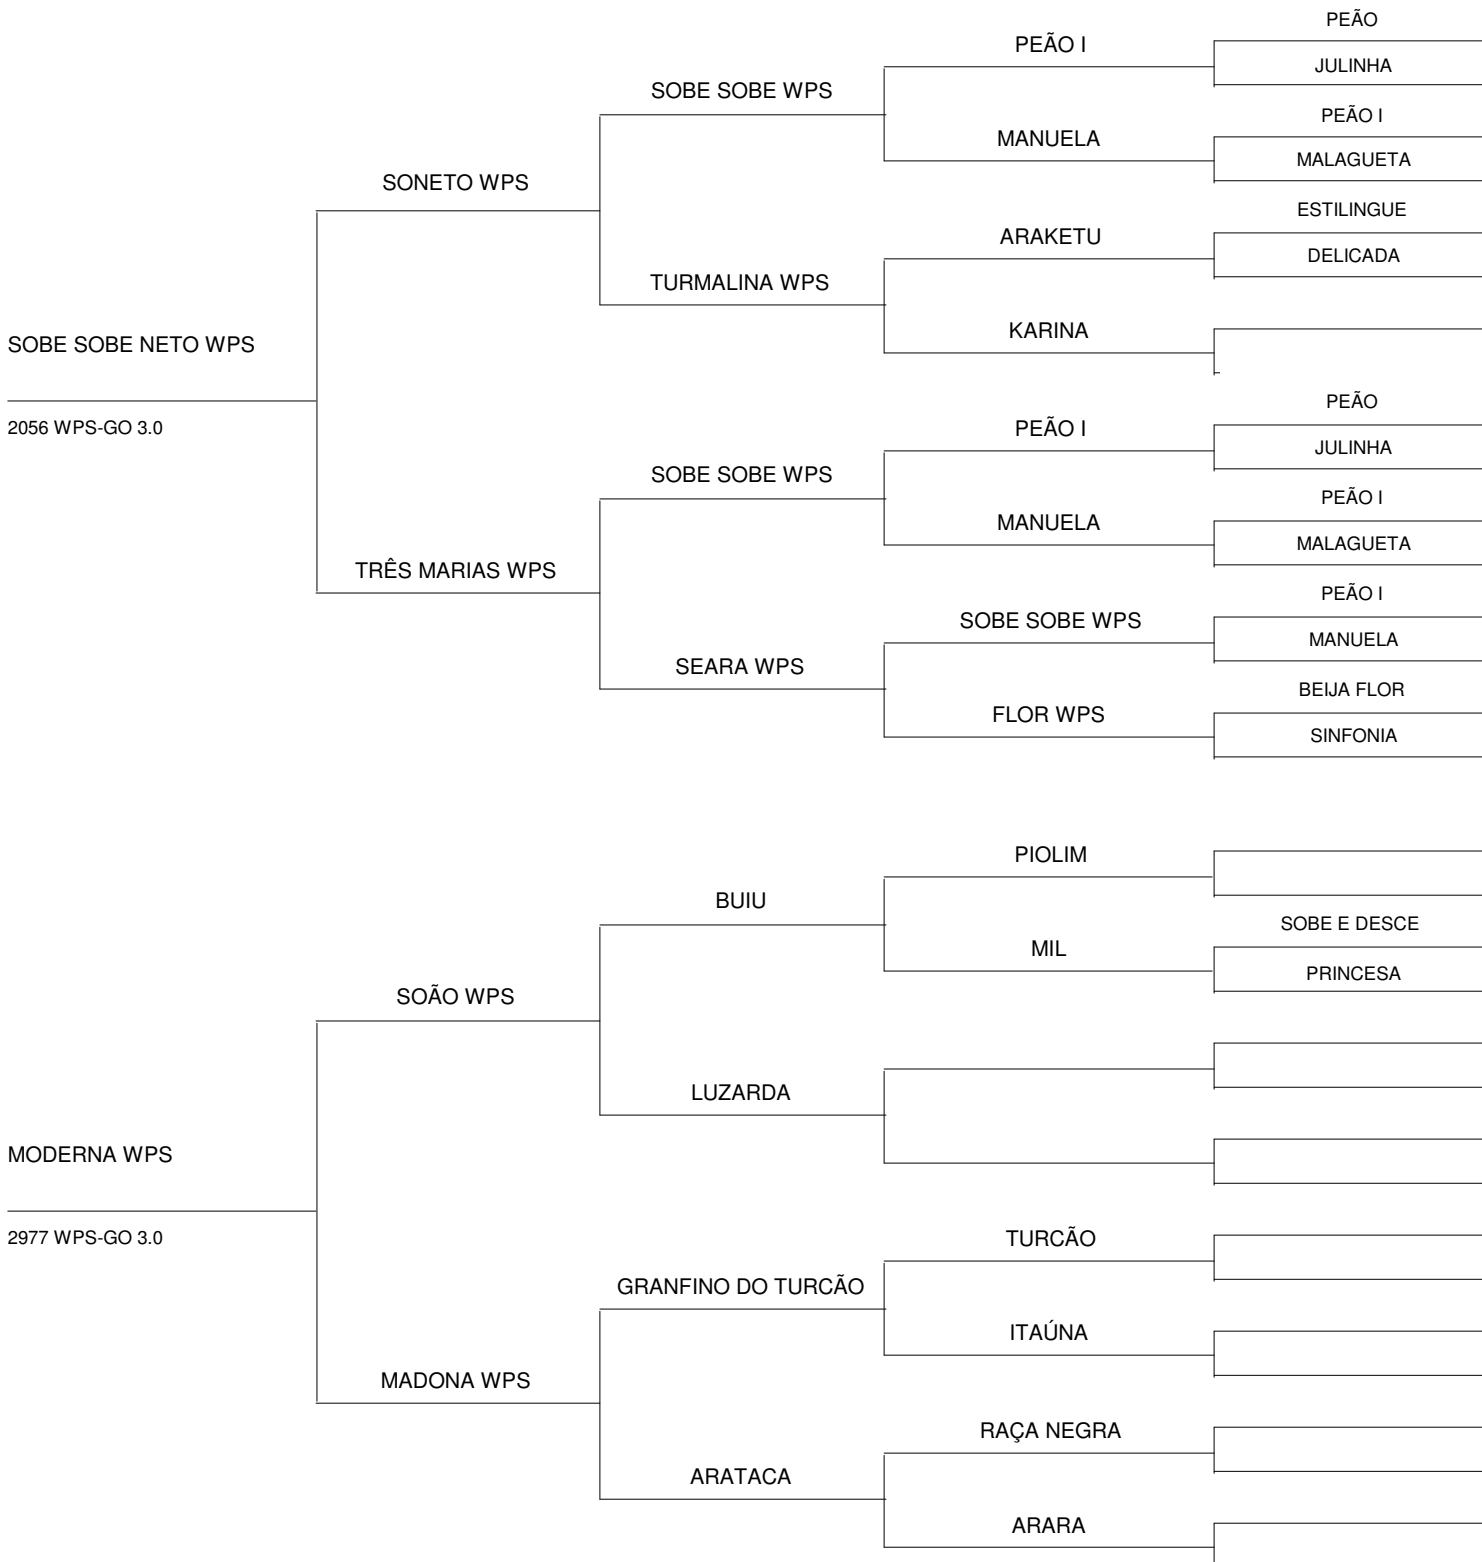 PEÃO
PEÃO I
JULINHA
SOBE SOBE WPS
PEÃO I
MANUELA
MALAGUETA
SONETO WPS
ESTILINGUE
ARAKETU
DELICADA
TURMALINA WPS
KARINA
SOBE SOBE NETO WPS
PEÃO
2056 WPS-GO 3.0
PEÃO I
JULINHA
SOBE SOBE WPS
PEÃO I
MANUELA
MALAGUETA
TRÊS MARIAS WPS
PEÃO I
SOBE SOBE WPS
MANUELA
SEARA WPS
BEIJA FLOR
FLOR WPS
SINFONIA
PIOLIM
BUIU
SOBE E DESCE
MIL
PRINCESA
SOÃO WPS
LUZARDA
MODERNA WPS
2977 WPS-GO 3.0
TURCÃO
GRANFINO DO TURCÃO
ITAÚNA
MADONA WPS
RAÇA NEGRA
ARATACA
ARARA